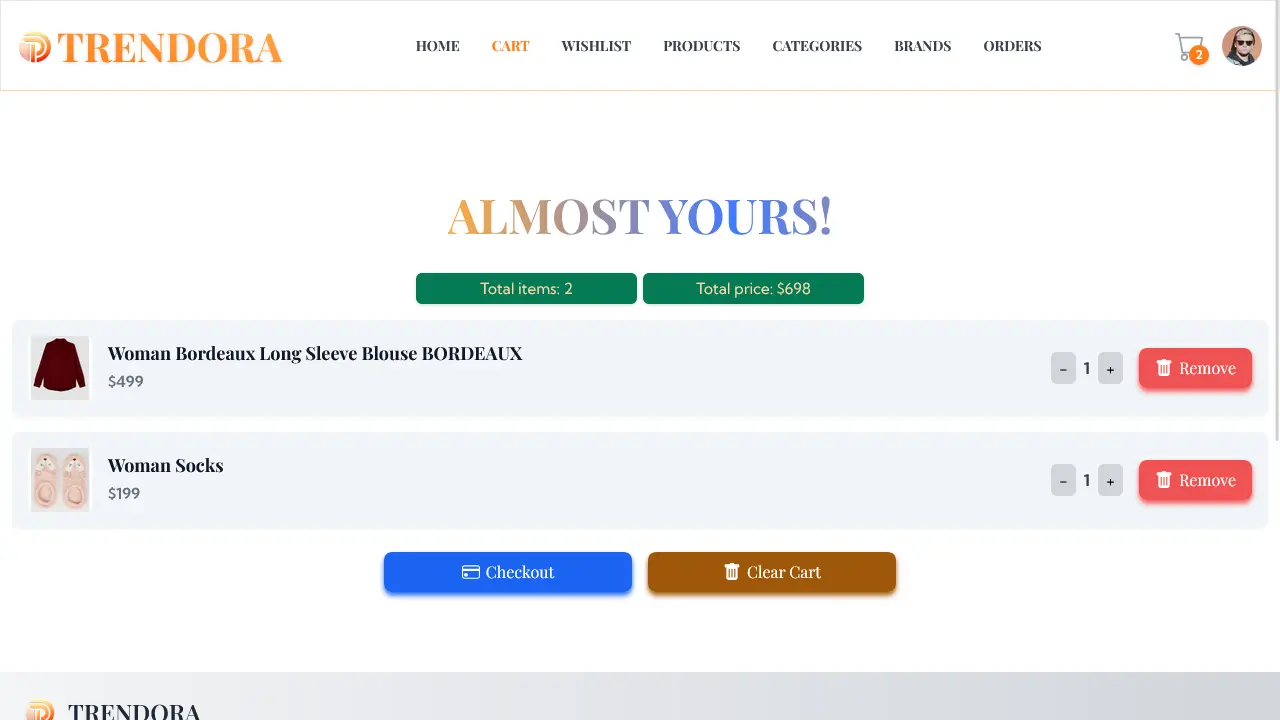 TRENDORA
HOME CART WISHLIST PRODUCTS CATEGORIES BRANDS ORDERS
2
ALMOST YOURS!
Total items: 2 Total price: $698
Woman Bordeaux Long Sleeve Blouse BORDEAUX
$499
- 1 + Remove
Woman Socks
$199
- 1 + Remove
Checkout Clear Cart
TRENDORA